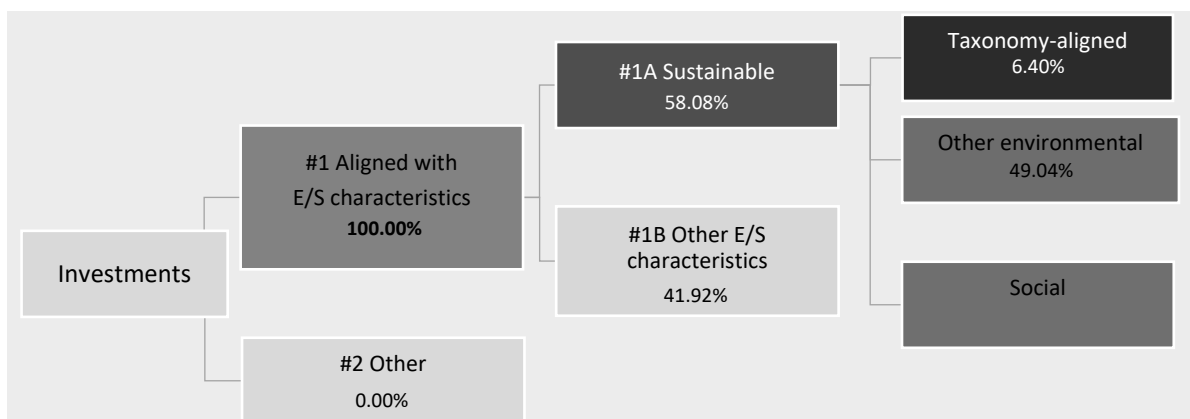 Investments
#1 Aligned with
E/S characteristics
100.00%
#2 Other
0.00%
#1A Sustainable
58.08%
#1B Other E/S
characteristics
41.92%
Taxonomy-aligned
6.40%
Other environmental
49.04%
Social